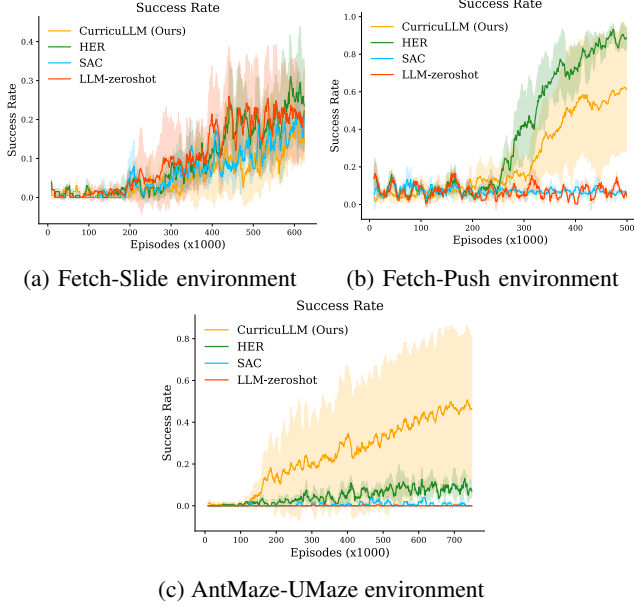 Success Rate
CurricuLLM (Ours)
HER
SAC
LLM-zeroshot
Success Rate
0.4
0.3
0.2
0.1
0.0
0 100 200 300 400 500 600
Episodes (x1000)
(a) Fetch-Slide environment
Success Rate
CurricuLLM (Ours)
HER
SAC
LLM-zeroshot
Success Rate
1.0
0.8
0.6
0.4
0.2
0.0
0 100 200 300 400 500
Episodes (x1000)
(b) Fetch-Push environment
Success Rate
CurricuLLM (Ours)
HER
SAC
LLM-zeroshot
Success Rate
0.8
0.6
0.4
0.2
0.0
0 100 200 300 400 500 600 700
Episodes (x1000)
(c) AntMaze-UMaze environment